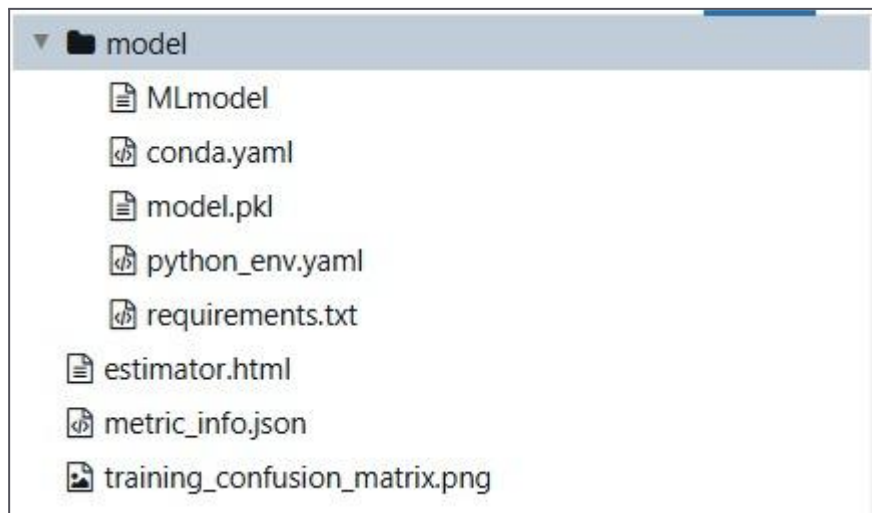 model
MLmodel
conda.yaml
model.pkl
python_env.yaml
requirements.txt
estimator.html
metric_info.json
training_confusion_matrix.png